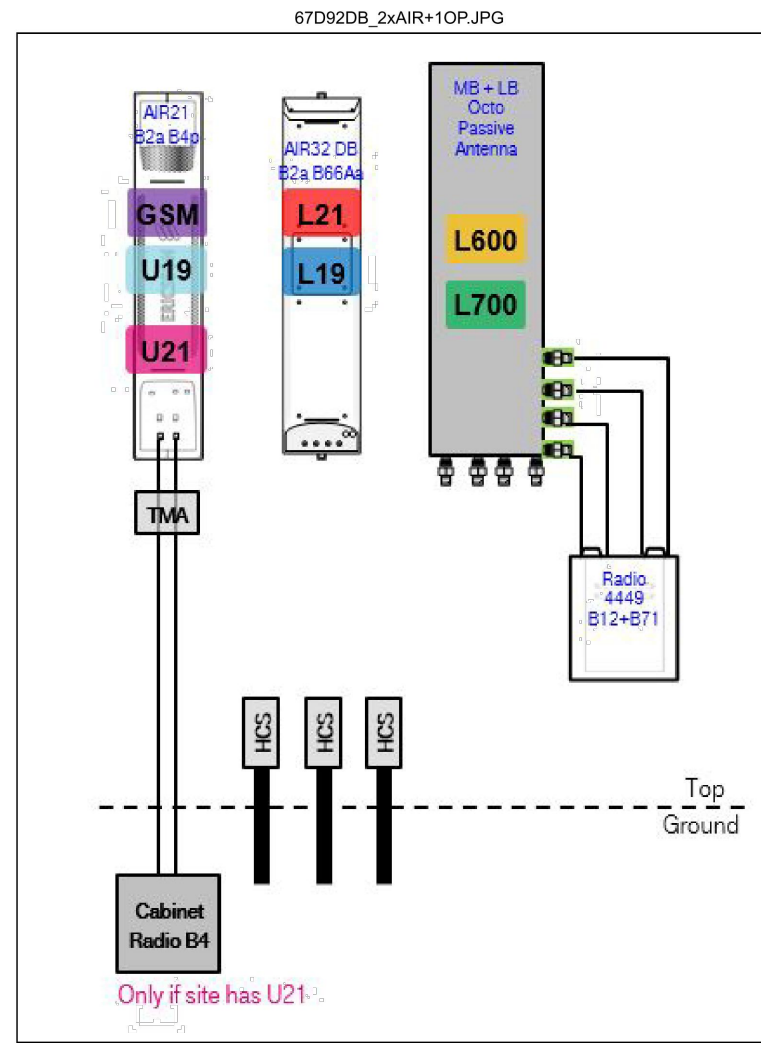 67D92DB_2xAIR+1OP.JPG
AIR21
B2a B4p
GSM
U19
U21
ERICS
TMA
AIR32 DB
B2a B66Aa
L21
L19
MB + LB
Octo
Passive
Antenna
L600
L700
Radio
4449
B12+B71
HCS
HCS
HCS
Top
Ground
Cabinet
Radio B4
Only if site has U21